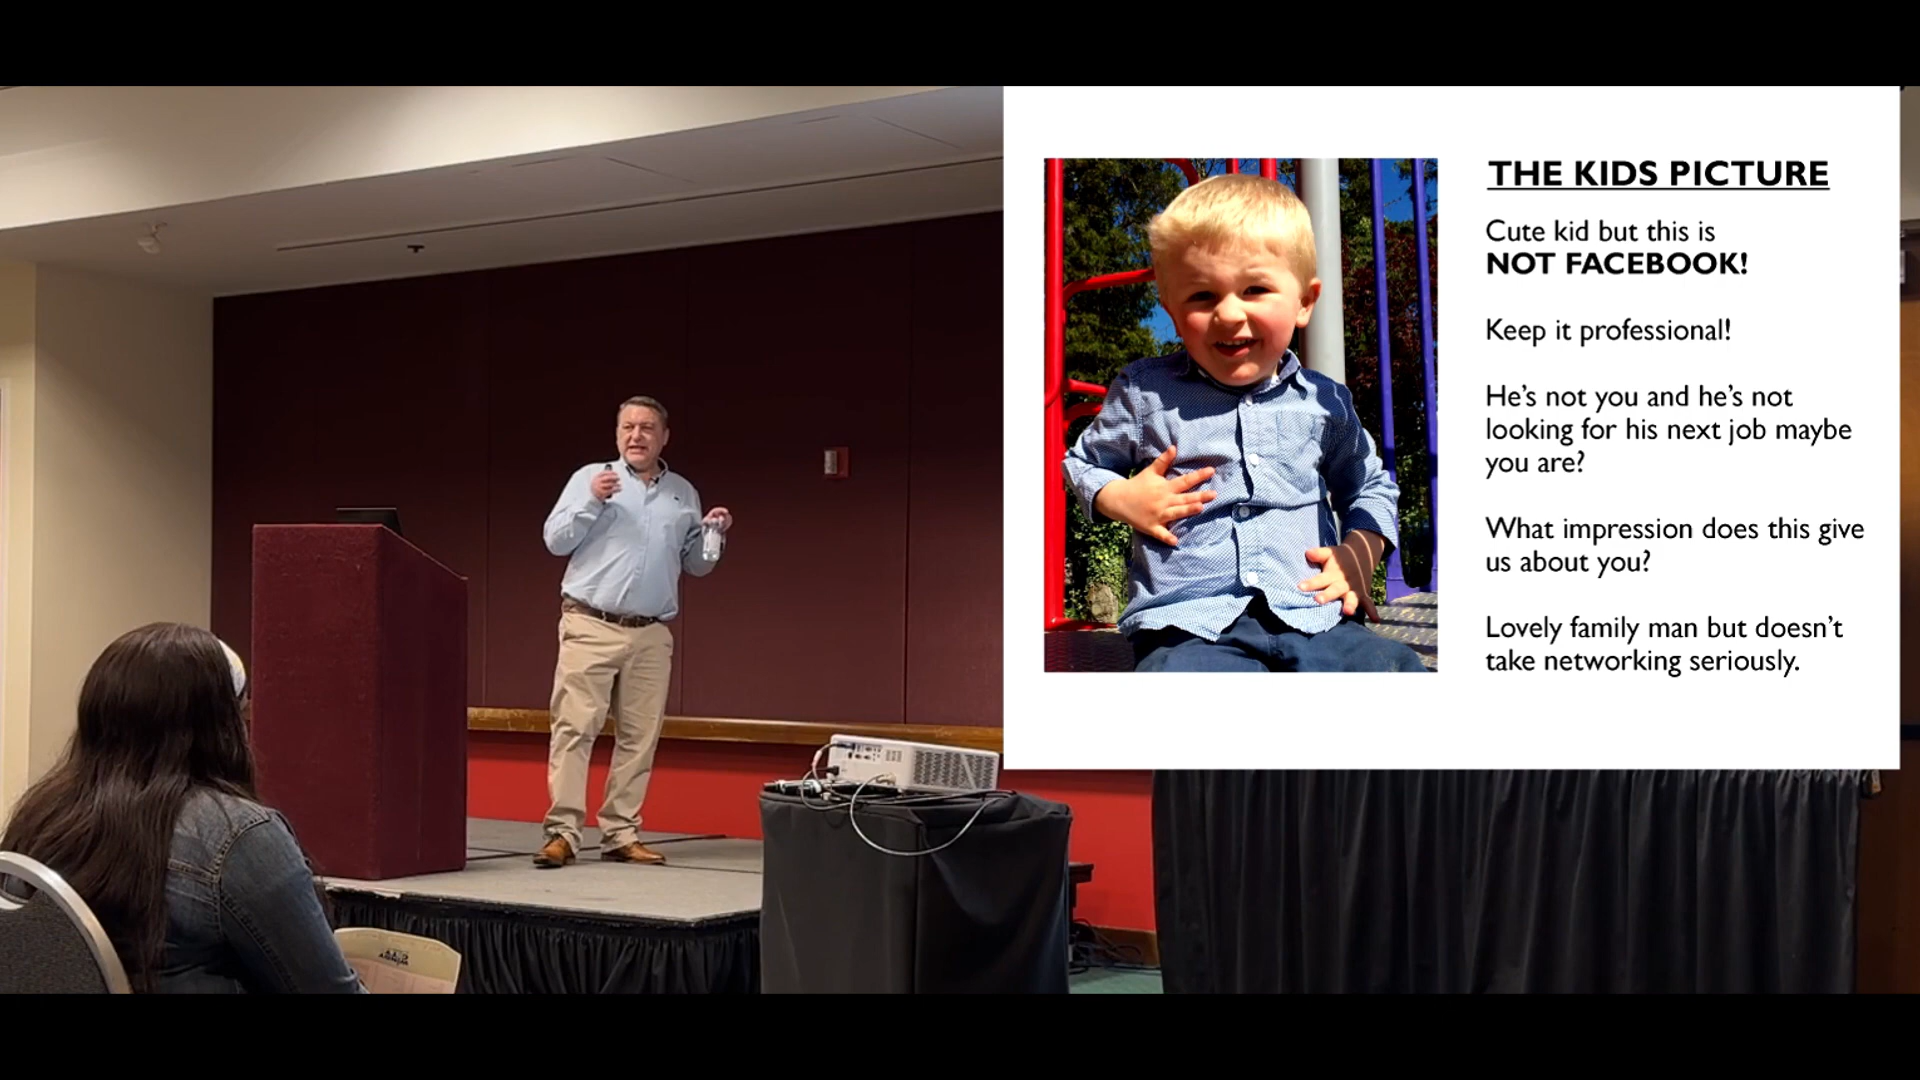 THE KIDS PICTURE
Cute kid but this is
NOT FACEBOOK!
Keep it professional!
He's not you and he's not
looking for his next job maybe
you are?
What impression does this give
us about you?
Lovely family man but doesn't
take networking seriously.